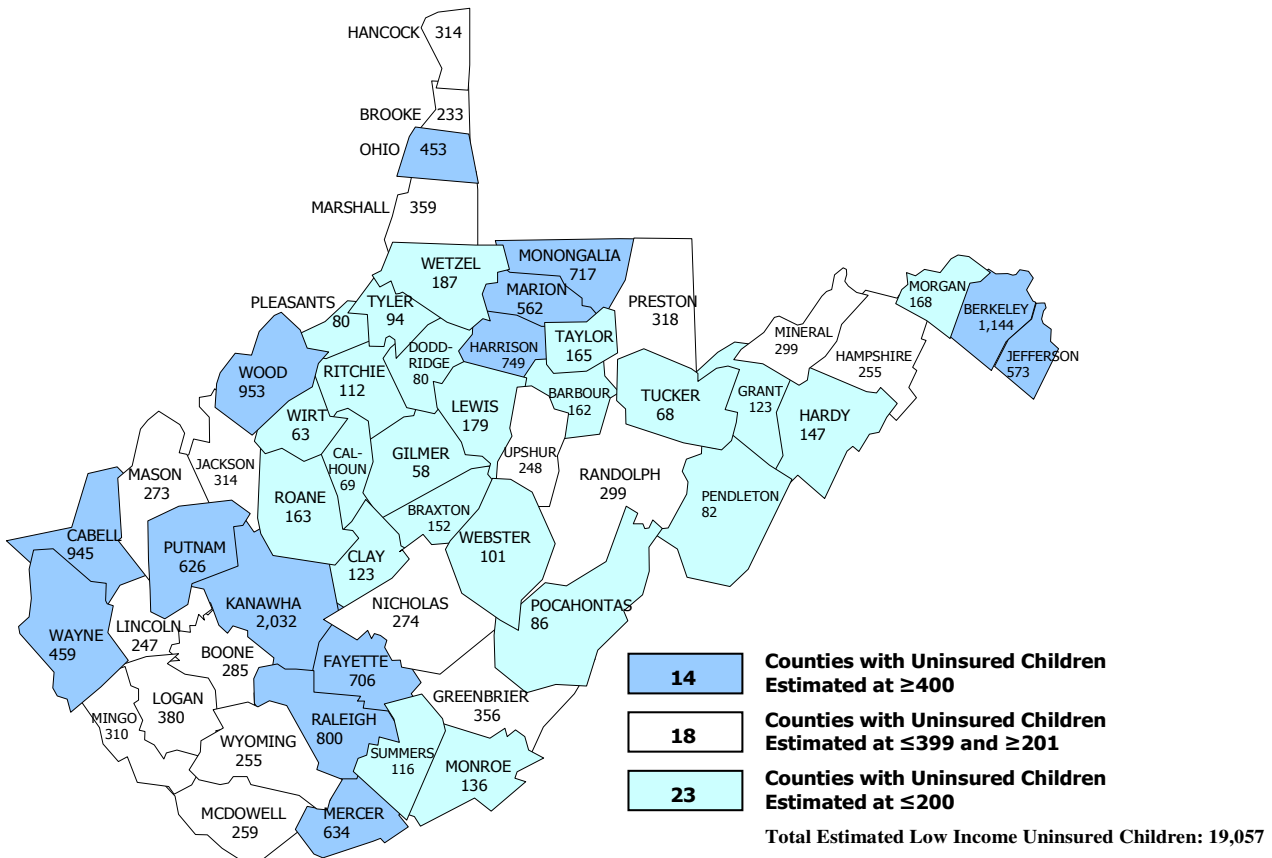 HANCOCK 314
BROOKE 233
OHIO 453
MARSHALL 359
WETZEL
187
MONONGALIA
717
MARION
562
PRESTON
318
MORGAN
168
BERKELEY
1,144
JEFFERSON
573
PLEASANTS
80
TYLER
94
DODD-
RIDGE
80
HARRISON
749
TAYLOR
165
MINERAL
299
HAMPSHIRE
255
WOOD
953
RITCHIE
112
WIRT
63
LEWIS
179
BARBOUR
162
TUCKER
68
GRANT
123
HARDY
147
MASON
273
JACKSON
314
CAL-
HOUN
69
GILMER
58
UPSHUR
248
RANDOLPH
299
PENDLETON
82
ROANE
163
BRAXTON
152
WEBSTER
101
CABELL
945
PUTNAM
626
CLAY
123
KANAWHA
2,032
NICHOLAS
274
POCAHONTAS
86
WAYNE
459
LINCOLN
247
BOONE
285
FAYETTE
706
GREENBRIER
356
MINGO
310
LOGAN
380
WYOMING
255
RALEIGH
800
SUMMERS
116
MONROE
136
MCDOWELL
259
MERCER
634
14 Counties with Uninsured Children
Estimated at ≥400
18 Counties with Uninsured Children
Estimated at ≤399 and ≥201
23 Counties with Uninsured Children
Estimated at ≤200
Total Estimated Low Income Uninsured Children: 19,057